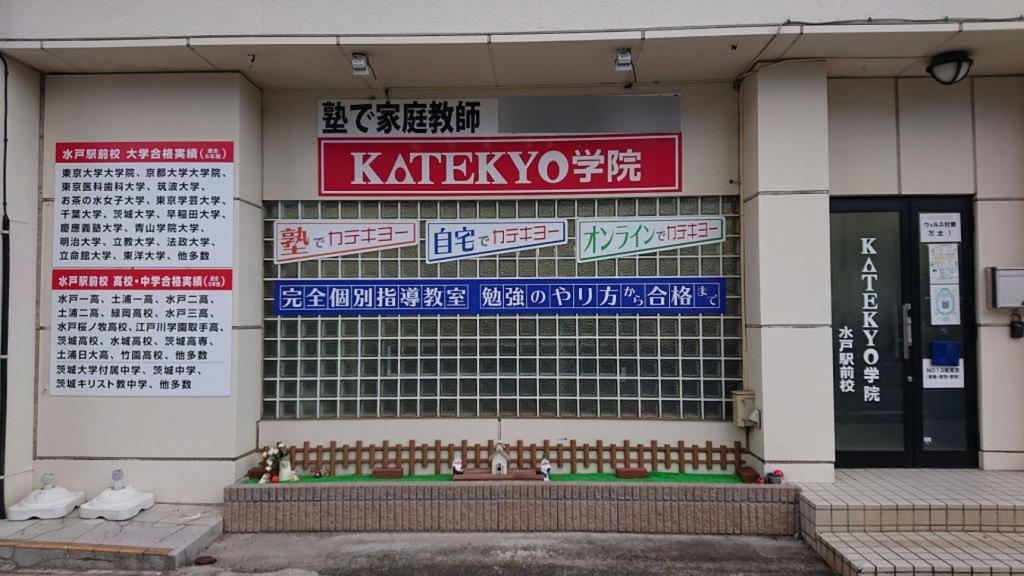 塾で家庭教師
KATEKYO学院
塾でカテキョー
自宅でカテキョー
オンラインでカテキョー
完全個別指導教室 勉強のやり方から合格まで
水戸駅前校 大学合格実績
東京大学大学院、京都大学大学院、
東京医科歯科大学、筑波大学、
お茶の水女子大学、東京学芸大学、
千葉大学、茨城大学、早稲田大学、
慶應義塾大学、青山学院大学、
明治大学、立教大学、法政大学、
立命館大学、東洋大学、他多数
水戸駅前校 高校・中学合格実績
水戸一高、土浦一高、水戸二高、
土浦二高、緑岡高校、水戸三高、
水戸桜ノ牧高校、江戸川学園取手高、
茨城高校、水城高校、茨城高専、
土浦日大高、竹園高校、他多数
茨城大学付属中学、茨城中学、
茨城キリスト教中学、他多数
KATEKYO学院
水戸駅前校
ウィルス対策
万全!